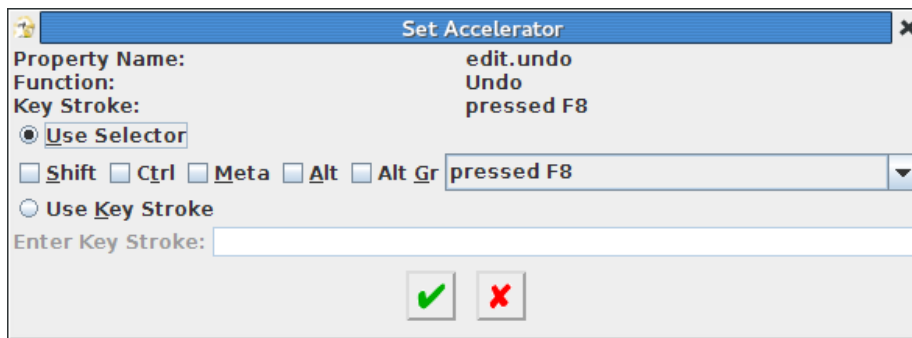 Set Accelerator
Property Name: edit.undo
Function: Undo
Key Stroke: pressed F8
Use Selector
Shift Ctrl Meta Alt Alt Gr pressed F8
Use Key Stroke
Enter Key Stroke: